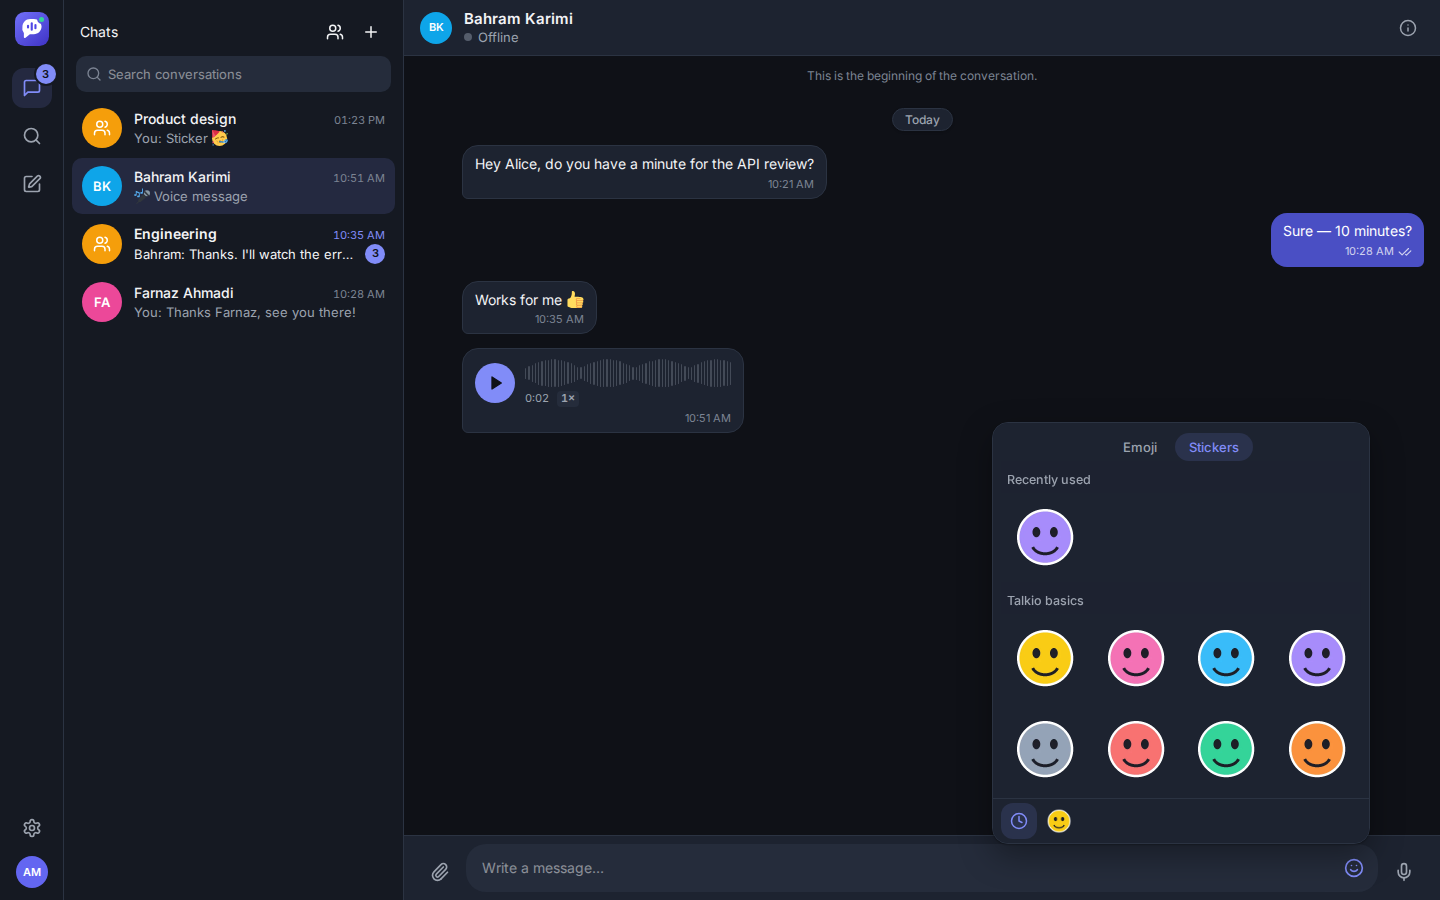 3
AM
Chats
Search conversations
Product design
01:23 PM
You: Sticker 🥳
BK
Bahram Karimi
10:51 AM
🎤 Voice message
Engineering
10:35 AM
Bahram: Thanks. I'll watch the err...
3
FA
Farnaz Ahmadi
10:28 AM
You: Thanks Farnaz, see you there!
BK
Bahram Karimi
Offline
This is the beginning of the conversation.
Today
Hey Alice, do you have a minute for the API review?
10:21 AM
Sure — 10 minutes?
10:28 AM
Works for me 👍
10:35 AM
0:02 1×
10:51 AM
Emoji Stickers
Recently used
Talkio basics
Write a message...